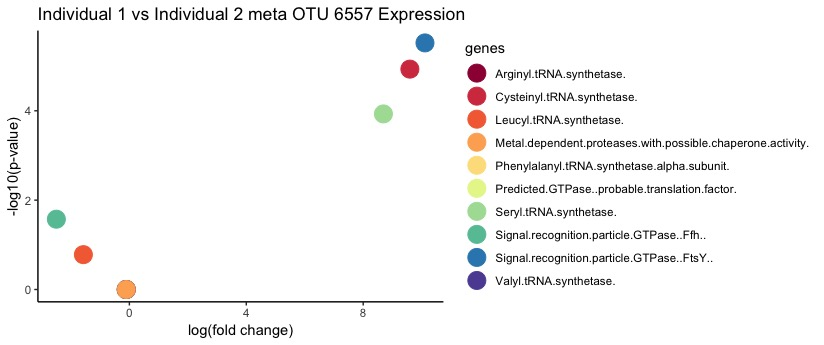 Individual 1 vs Individual 2 meta OTU 6557 Expression
-log10(p-value)
4
2
0
0
4
8
log(fold change)
genes
Arginyl.tRNA.synthetase.
Cysteinyl.tRNA.synthetase.
Leucyl.tRNA.synthetase.
Metal.dependent.proteases.with.possible.chaperone.activity.
Phenylalanyl.tRNA.synthetase.alpha.subunit.
Predicted.GTPase..probable.translation.factor.
Seryl.tRNA.synthetase.
Signal.recognition.particle.GTPase..Ffh..
Signal.recognition.particle.GTPase..FtsY..
Valyl.tRNA.synthetase.